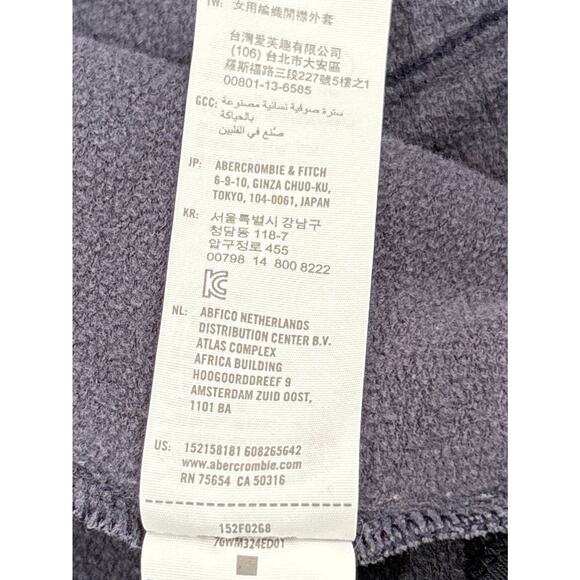 TW: 女用編織開襟外套
台灣愛芙趣有限公司
(106) 台北市大安區
羅斯福路三段227號5樓之1
00801-13-6585
GCC: سترة صوفية نسائية مصنوعة
بالحياكة
صنع في الفلبين
JP: ABERCROMBIE & FITCH
6-9-10, GINZA CHUO-KU,
TOKYO, 104-0061, JAPAN
KR: 서울특별시 강남구
청담동 118-7
압구정로 455
00798 14 800 8222
NL: ABFICO NETHERLANDS
DISTRIBUTION CENTER B.V.
ATLAS COMPLEX
AFRICA BUILDING
HOOGOORDDREEF 9
AMSTERDAM ZUID OOST,
1101 BA
US: 152158181 608265642
www.abercrombie.com
RN 75654 CA 50316
152F0268
7GWM324ED01